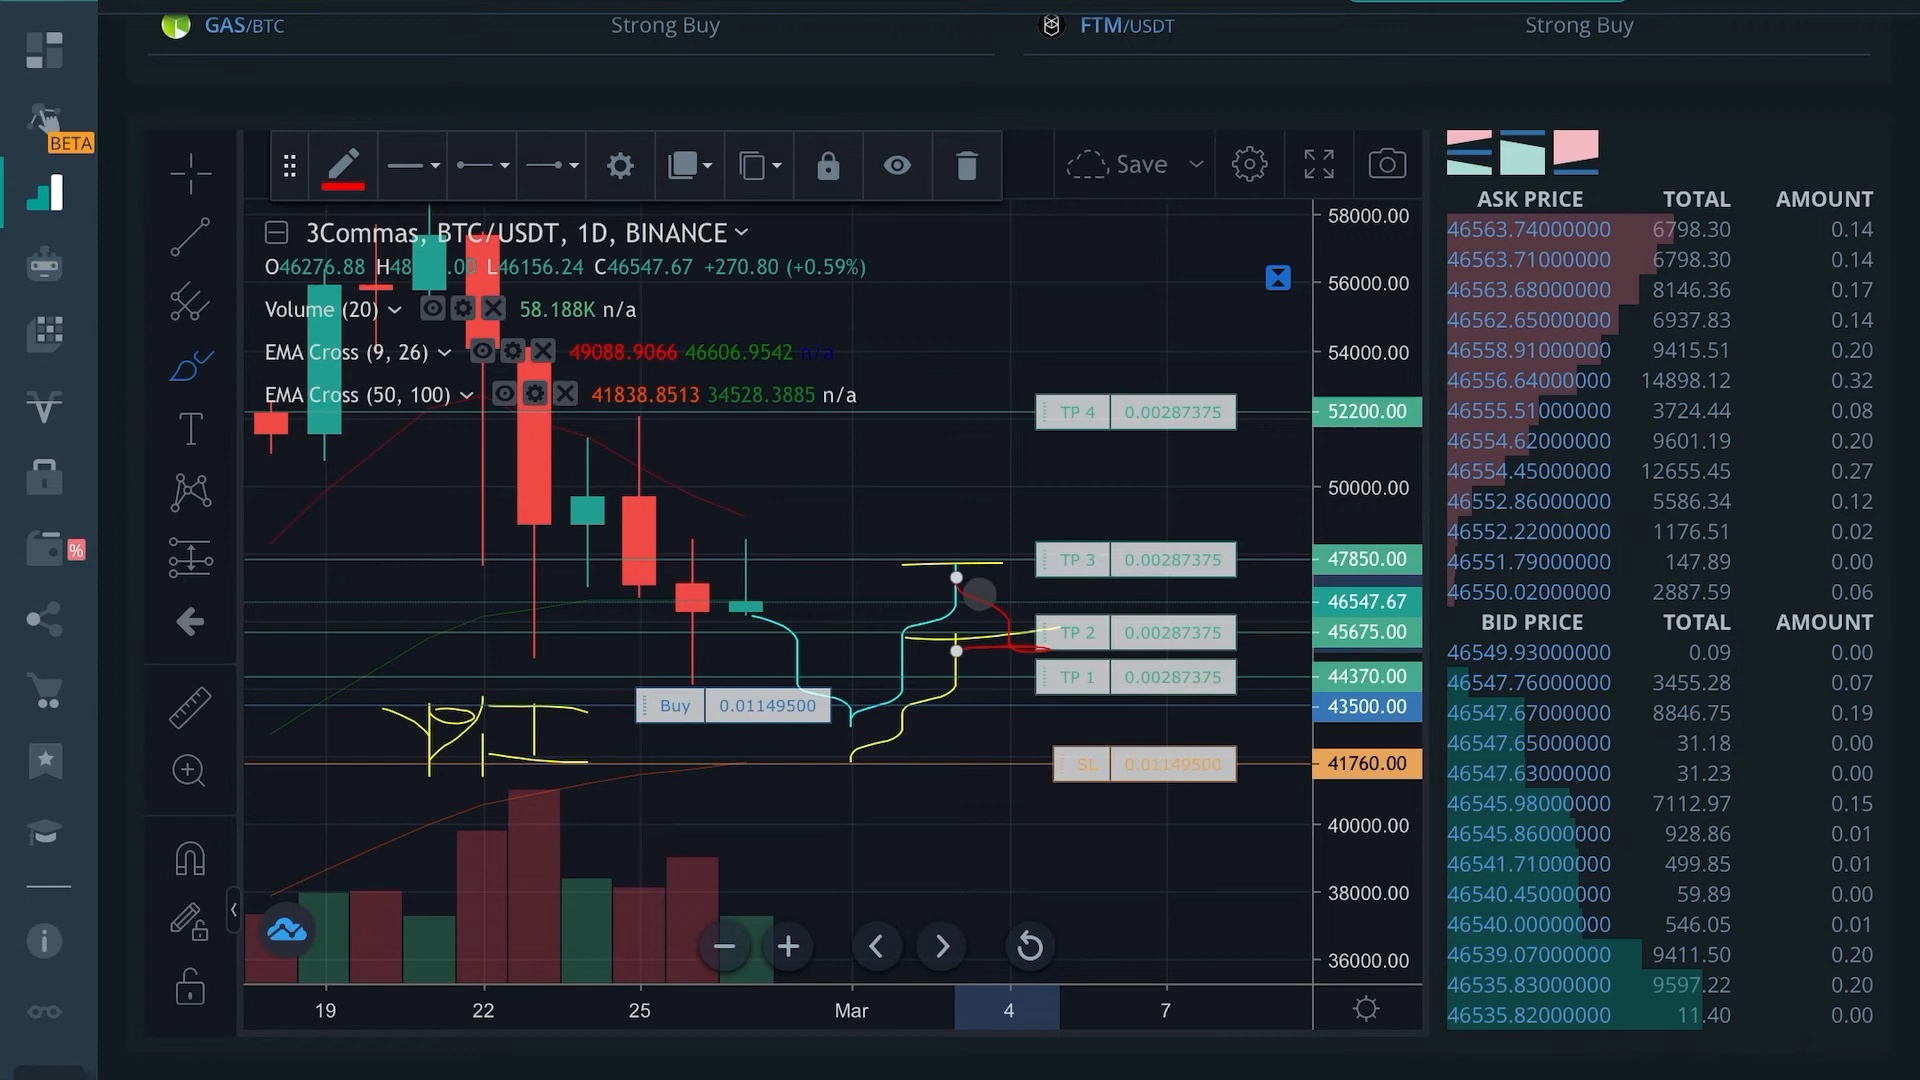 GAS/BTC Strong Buy FTM/USDT Strong Buy
BETA
Save
3Commas, BTC/USDT, 1D, BINANCE
O46276.88 H48 .00 L46156.24 C46547.67 +270.80 (+0.59%)
Volume (20) 58.188K n/a
EMA Cross (9, 26) 49088.9066 46606.9542 n/a
EMA Cross (50, 100) 41838.8513 34528.3885 n/a
58000.00
56000.00
54000.00
TP 4 0.00287375 52200.00
50000.00
TP 3 0.00287375 47850.00
46547.67
TP 2 0.00287375 45675.00
TP 1 0.00287375 44370.00
Buy 0.01149500 43500.00
SL 0.01149500 41760.00
40000.00
38000.00
36000.00
19 22 25 Mar 4 7
%
ASK PRICE TOTAL AMOUNT
46563.74000000 6798.30 0.14
46563.71000000 6798.30 0.14
46563.68000000 8146.36 0.17
46562.65000000 6937.83 0.14
46558.91000000 9415.51 0.20
46556.64000000 14898.12 0.32
46555.51000000 3724.44 0.08
46554.62000000 9601.19 0.20
46554.45000000 12655.45 0.27
46552.86000000 5586.34 0.12
46552.22000000 1176.51 0.02
46551.79000000 147.89 0.00
46550.02000000 2887.59 0.06
BID PRICE TOTAL AMOUNT
46549.93000000 0.09 0.00
46547.76000000 3455.28 0.07
46547.67000000 8846.75 0.19
46547.65000000 31.18 0.00
46547.63000000 31.23 0.00
46545.98000000 7112.97 0.15
46545.86000000 928.86 0.01
46541.71000000 499.85 0.01
46540.45000000 59.89 0.00
46540.00000000 546.05 0.01
46539.07000000 9411.50 0.20
46535.83000000 9597.22 0.20
46535.82000000 11.40 0.00